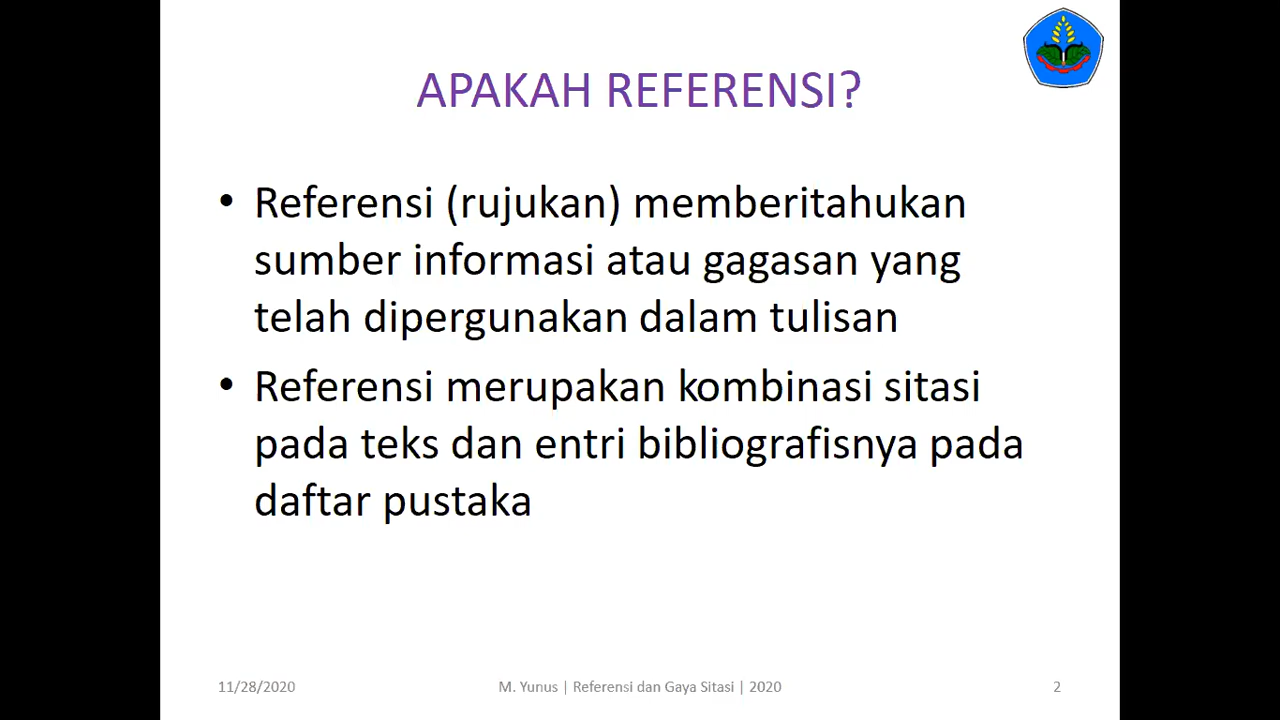 APAKAH REFERENSI?
• Referensi (rujukan) memberitahukan
sumber informasi atau gagasan yang
telah dipergunakan dalam tulisan
• Referensi merupakan kombinasi sitasi
pada teks dan entri bibliografisnya pada
daftar pustaka
11/28/2020
M. Yunus | Referensi dan Gaya Sitasi | 2020
2